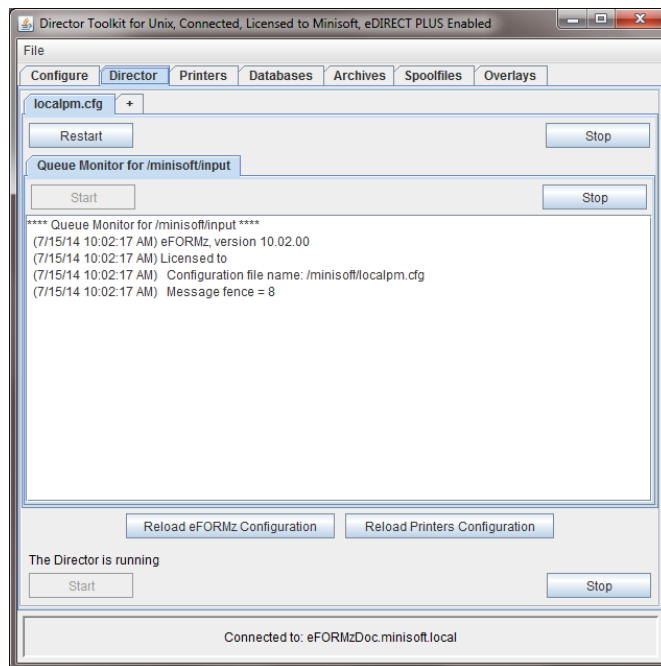 Director Toolkit for Unix, Connected, Licensed to Minisoft, eDIRECT PLUS Enabled
File
Configure Director Printers Databases Archives Spoolfiles Overlays
localpm.cfg +
Restart Stop
Queue Monitor for /minisoft/input
Start Stop
**** Queue Monitor for /minisoft/input ****
(7/15/14 10:02:17 AM) eFORMz, version 10.02.00
(7/15/14 10:02:17 AM) Licensed to
(7/15/14 10:02:17 AM) Configuration file name: /minisoft/localpm.cfg
(7/15/14 10:02:17 AM) Message fence = 8
Reload eFORMz Configuration Reload Printers Configuration
The Director is running
Start Stop
Connected to: eFORMzDoc.minisoft.local